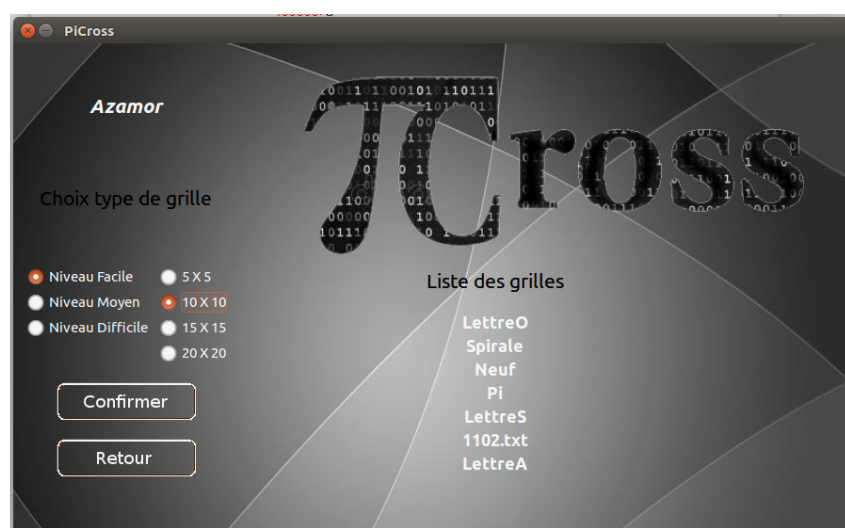 PiCross
Azamor
πCross
Choix type de grille
Niveau Facile
5 X 5
Niveau Moyen
10 X 10
Niveau Difficile
15 X 15
20 X 20
Confirmer
Retour
Liste des grilles
LettreO
Spirale
Neuf
Pi
LettreS
1102.txt
LettreA